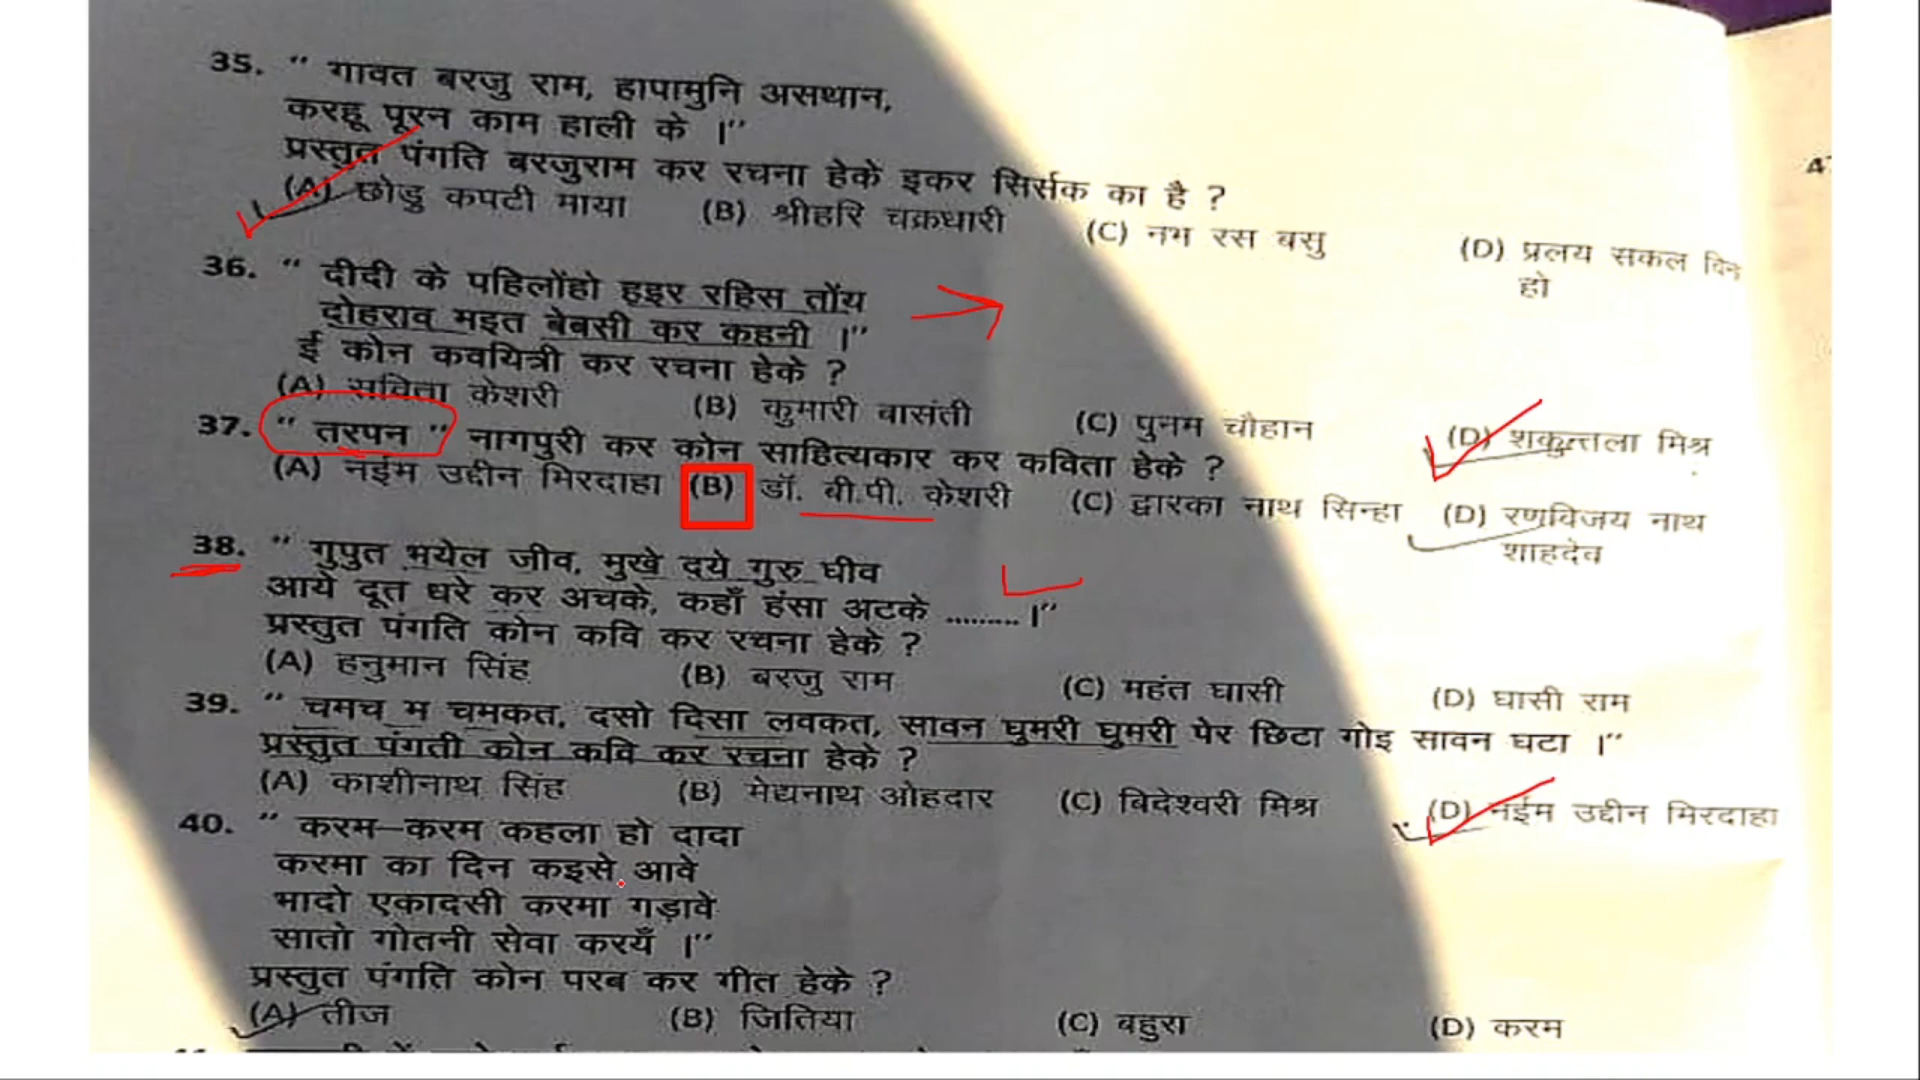 35. “ गावत बरजु राम, हापामुनि असथान,
करहू पूरन काम हाली के ।”
प्रस्तुत पंगति बरजुराम कर रचना हेके इकर सिर्सक का है ?
(A) छोडु कपटी माया (B) श्रीहरि चक्रधारी (C) नभ रस बसु (D) प्रलय सकल दिन
हो
36. “ दीदी के पहिलोंहो हइर रहिस तोंय
दोहराव मइत बेबसी कर कहनी ।”
ई कोन कवयित्री कर रचना हेके ?
(A) सविता केशरी (B) कुमारी वासंती (C) पुनम चौहान (D) शकुन्तला मिश्र
37. “ तरपन ” नागपुरी कर कोन साहित्यकार कर कविता हेके ?
(A) नईम उद्दीन मिरदाहा (B) डॉ. बी.पी. केशरी (C) द्वारका नाथ सिन्हा (D) रणविजय नाथ
शाहदेव
38. “ गुपुत भयेल जीव, मुखे दये गुरु घीव
आये दूत धरे कर अचके, कहाँ हंसा अटके ......... ।”
प्रस्तुत पंगति कोन कवि कर रचना हेके ?
(A) हनुमान सिंह (B) बरजु राम (C) महंत घासी (D) घासी राम
39. “ चमच म चमकत, दसो दिसा लवकत, सावन घुमरी घुमरी पेर छिटा गोइ सावन घटा ।”
प्रस्तुत पंगती कोन कवि कर रचना हेके ?
(A) काशीनाथ सिंह (B) मेद्यनाथ ओहदार (C) बिदेश्वरी मिश्र (D) नईम उद्दीन मिरदाहा
40. “ करम–करम कहला हो दादा
करमा का दिन कइसे आवे
भादो एकादसी करमा गड़ावे
सातो गोतनी सेवा करयँ ।”
प्रस्तुत पंगति कोन परब कर गीत हेके ?
(A) तीज (B) जितिया (C) बहुरा (D) करम